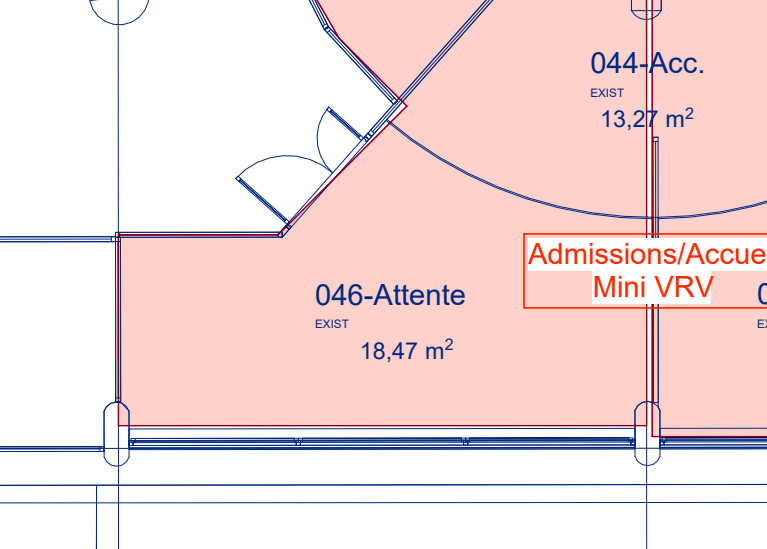 044-Acc.
EXIST
13,27 m²
Admissions/Accue
Mini VRV
046-Attente
EXIST
18,47 m²